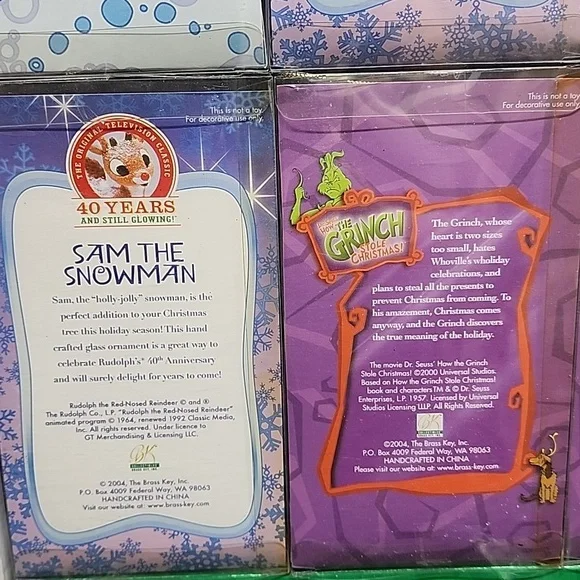 This is not a toy.
For decorative use only.
THE ORIGINAL TELEVISION CLASSIC
40 YEARS
AND STILL GLOWING!
SAM THE
SNOWMAN
Sam, the "holly-jolly" snowman, is the
perfect addition to your Christmas
tree this holiday season! This hand
crafted glass ornament is a great way to
celebrate Rudolph's® 40th Anniversary
and will surely delight for years to come!
Rudolph the Red-Nosed Reindeer © and ®
The Rudolph Co., L.P. "Rudolph the Red-Nosed Reindeer"
animated program © 1964, renewed 1992 Classic Media,
Inc. All rights reserved. Under licence to
GT Merchandising & Licensing LLC.
BK
COLLECTIBLES
BRASS KEY, INC.
©2004, The Brass Key, Inc.
P.O. Box 4009 Federal Way, WA 98063
HANDCRAFTED IN CHINA
Visit our website at: www.brass-key.com
This is not a toy.
For decorative use only.
HOW THE
GRINCH
STOLE
CHRISTMAS!
The Grinch, whose
heart is two sizes
too small, hates
Whoville's wholiday
celebrations, and
plans to steal all the presents to
prevent Christmas from coming. To
his amazement, Christmas comes
anyway, and the Grinch discovers
the true meaning of the holiday.
The movie Dr. Seuss' How the Grinch
Stole Christmas! ©2000 Universal Studios.
Based on How the Grinch Stole Christmas!
book and characters TM & © Dr. Seuss
Enterprises, L.P. 1957. Licensed by Universal
Studios Licensing LLLP. All Rights Reserved.
BK
COLLECTIBLES
BRASS KEY, INC.
©2004, The Brass Key, Inc.
P.O. Box 4009 Federal Way, WA 98063
HANDCRAFTED IN CHINA
Please visit our website at: www.brass-key.com